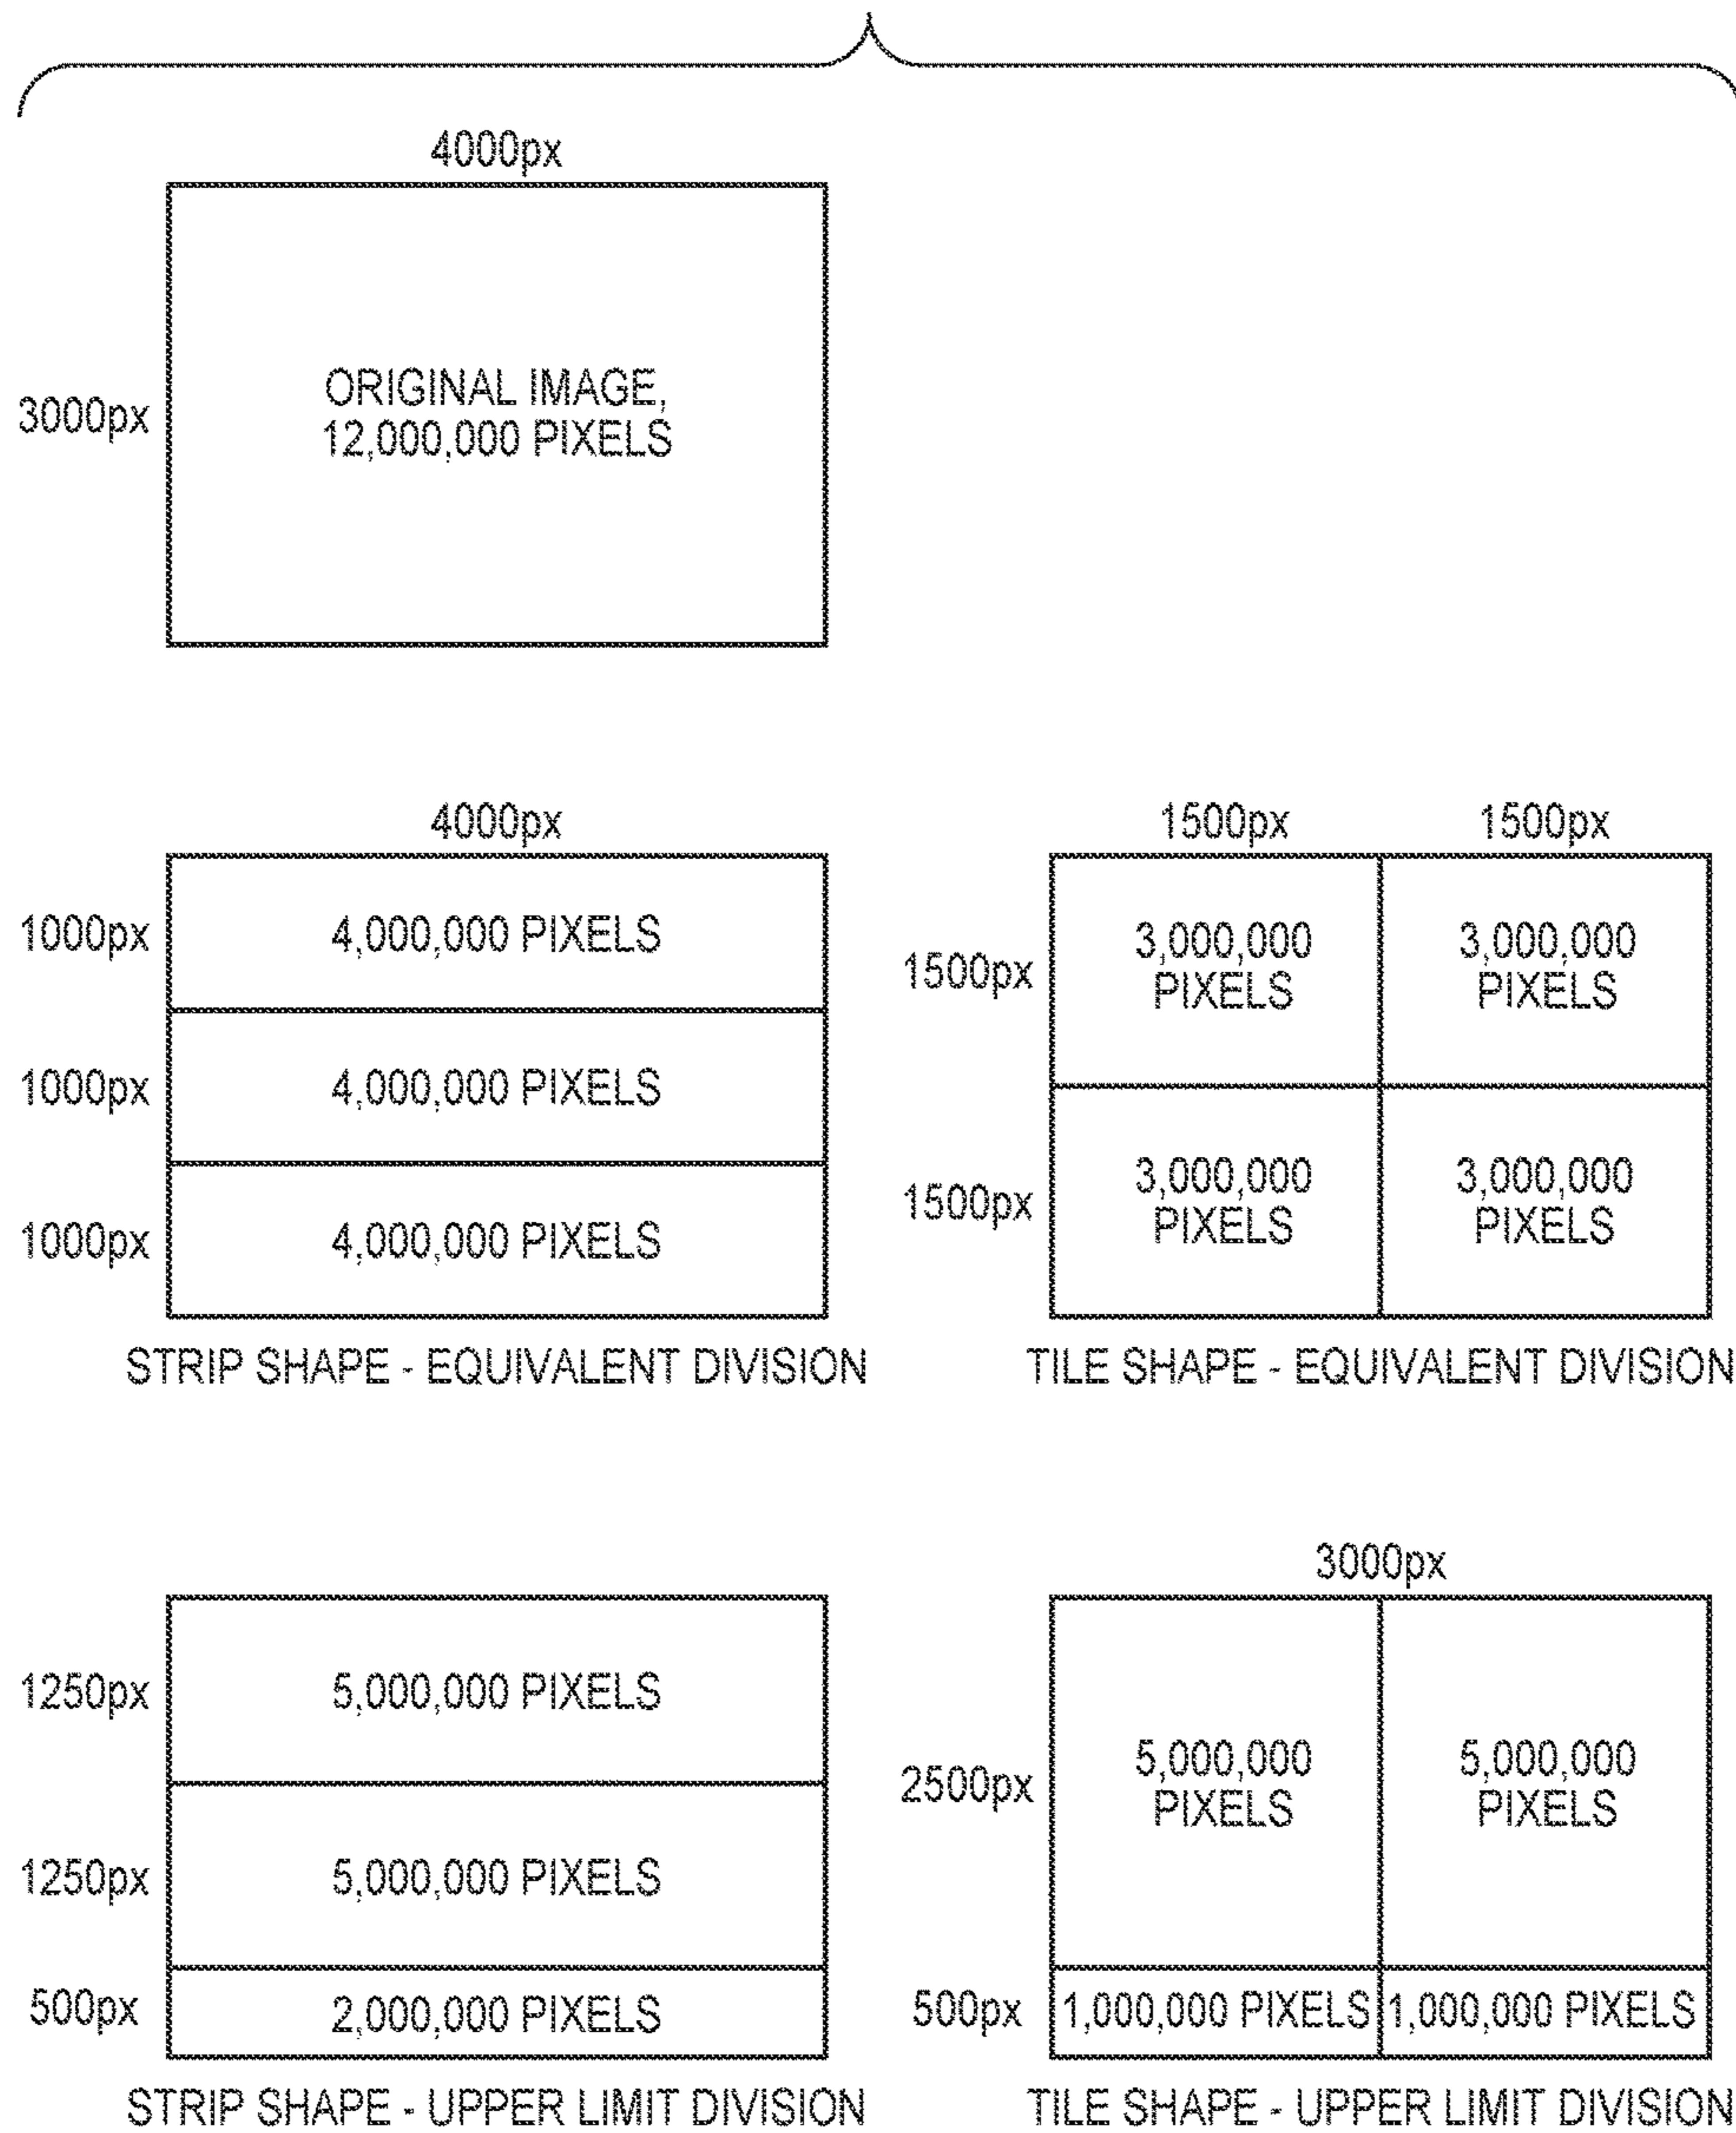 4000px
3000px
ORIGINAL IMAGE,
12,000,000 PIXELS
4000px
1000px
4,000,000 PIXELS
1000px
4,000,000 PIXELS
1000px
4,000,000 PIXELS
STRIP SHAPE - EQUIVALENT DIVISION
1500px 1500px
1500px
3,000,000
PIXELS
3,000,000
PIXELS
1500px
3,000,000
PIXELS
3,000,000
PIXELS
TILE SHAPE - EQUIVALENT DIVISION
1250px
5,000,000 PIXELS
1250px
5,000,000 PIXELS
500px
2,000,000 PIXELS
STRIP SHAPE - UPPER LIMIT DIVISION
3000px
2500px
5,000,000
PIXELS
5,000,000
PIXELS
500px
1,000,000 PIXELS
1,000,000 PIXELS
TILE SHAPE - UPPER LIMIT DIVISION